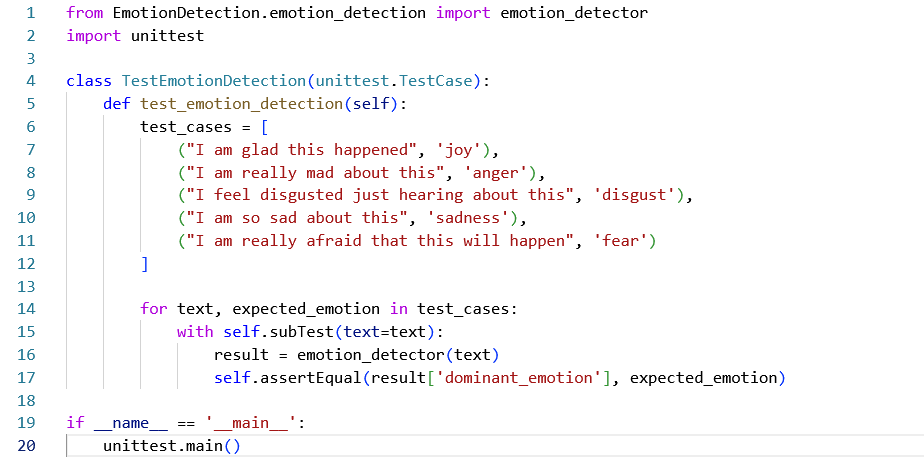 1 from EmotionDetection.emotion_detection import emotion_detector
2 import unittest
3
4 class TestEmotionDetection(unittest.TestCase):
5     def test_emotion_detection(self):
6         test_cases = [
7             ("I am glad this happened", 'joy'),
8             ("I am really mad about this", 'anger'),
9             ("I feel disgusted just hearing about this", 'disgust'),
10             ("I am so sad about this", 'sadness'),
11             ("I am really afraid that this will happen", 'fear')
12         ]
13
14         for text, expected_emotion in test_cases:
15             with self.subTest(text=text):
16                 result = emotion_detector(text)
17                 self.assertEqual(result['dominant_emotion'], expected_emotion)
18
19 if __name__ == '__main__':
20     unittest.main()